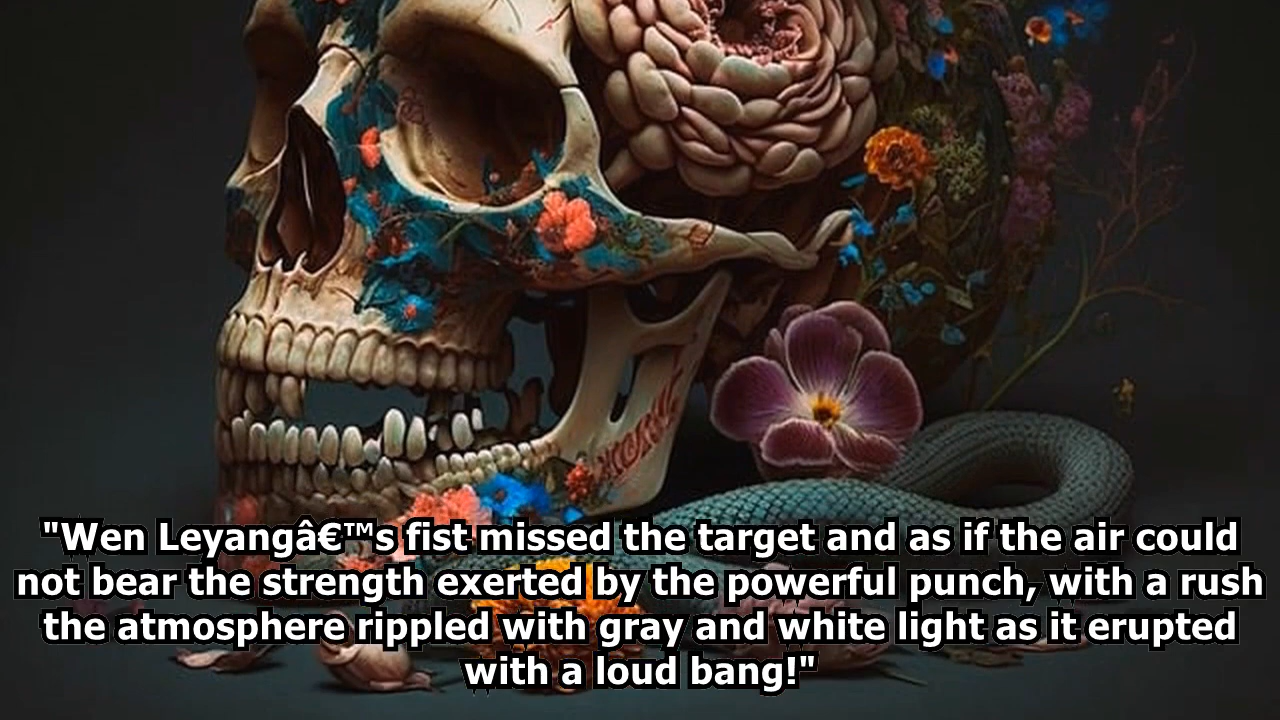 "Wen Leyangâ€™s fist missed the target and as if the air could
not bear the strength exerted by the powerful punch, with a rush
the atmosphere rippled with gray and white light as it erupted
with a loud bang!"